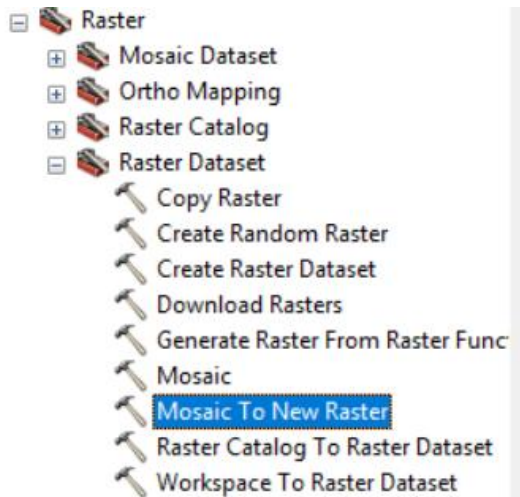 Raster
Mosaic Dataset
Ortho Mapping
Raster Catalog
Raster Dataset
Copy Raster
Create Random Raster
Create Raster Dataset
Download Rasters
Generate Raster From Raster Func
Mosaic
Mosaic To New Raster
Raster Catalog To Raster Dataset
Workspace To Raster Dataset